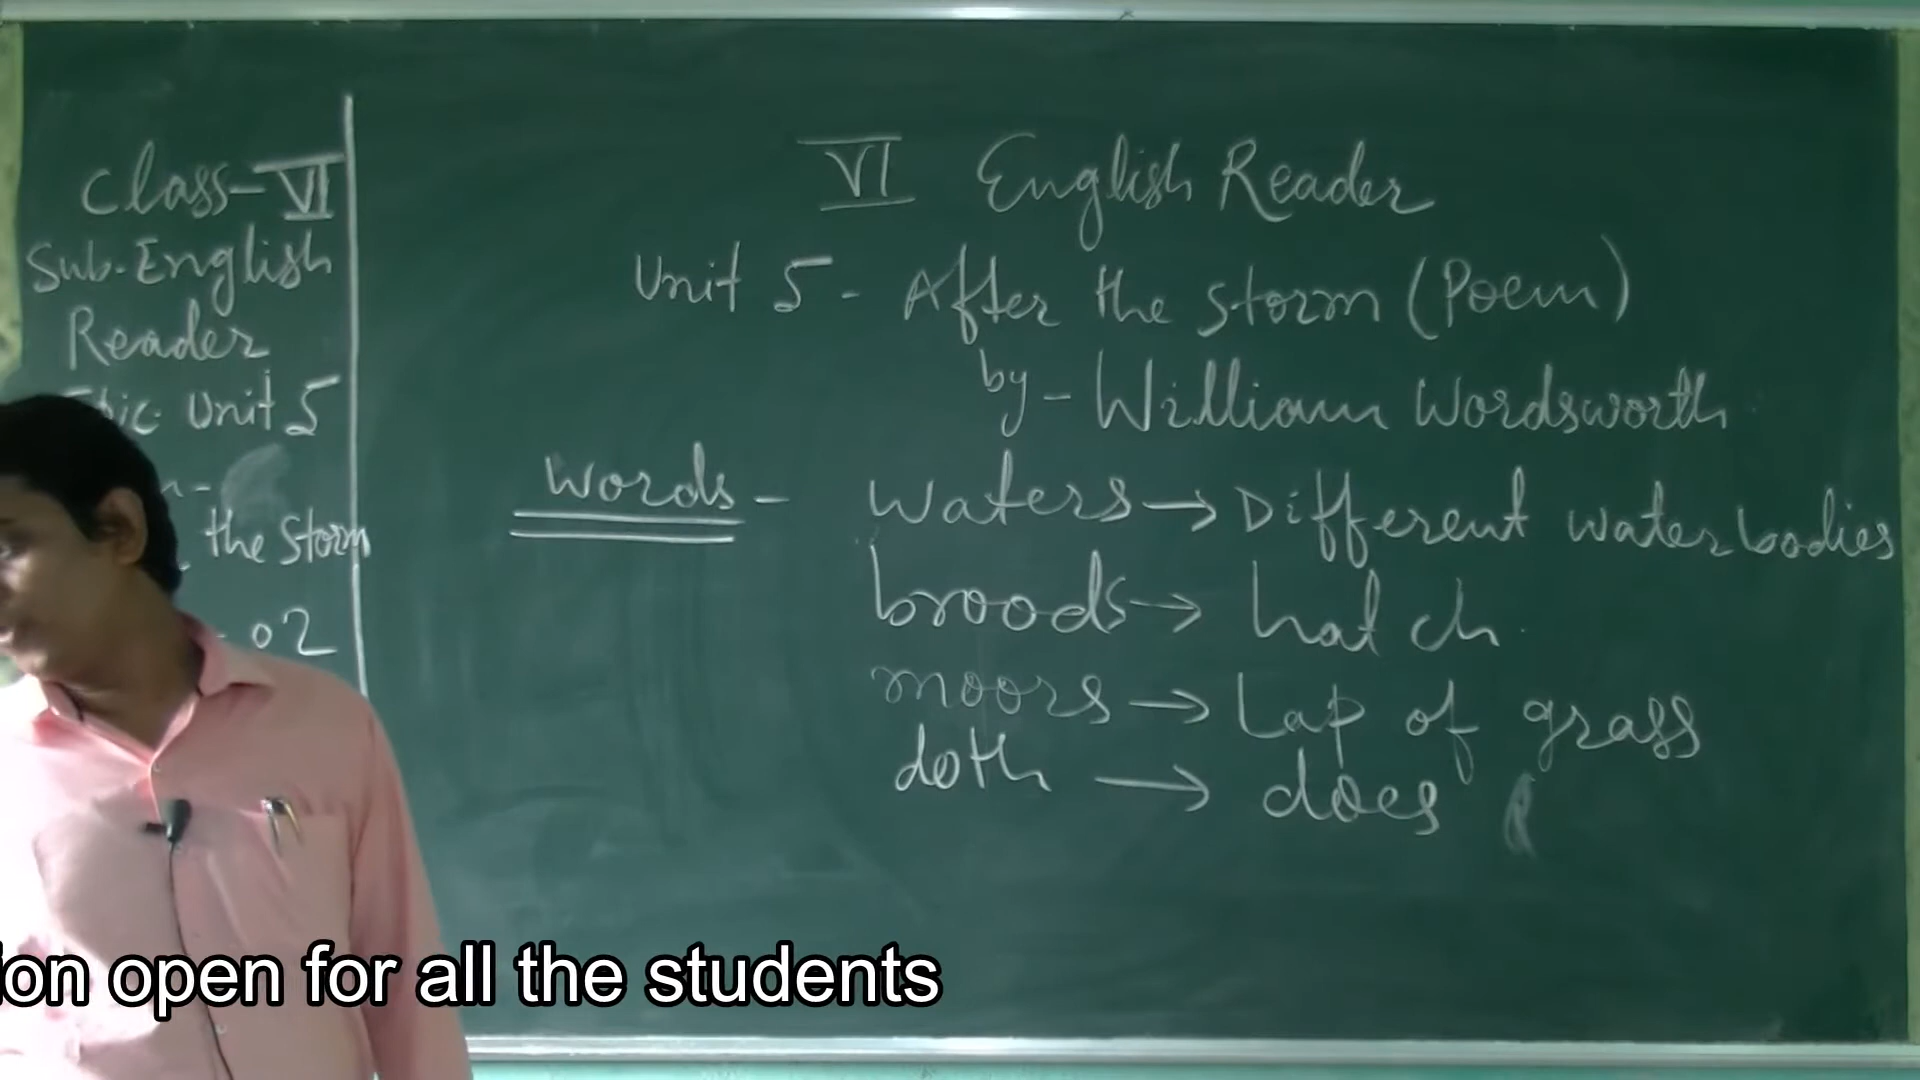 Class-VI
Sub-English
Reader
Unit 5
the Storm
02
VI English Reader
Unit 5 - After the storm (Poem)
by - William Wordsworth
Words - waters → Different water bodies
broods → hatch
moors → Lap of grass
doth → does
open for all the students